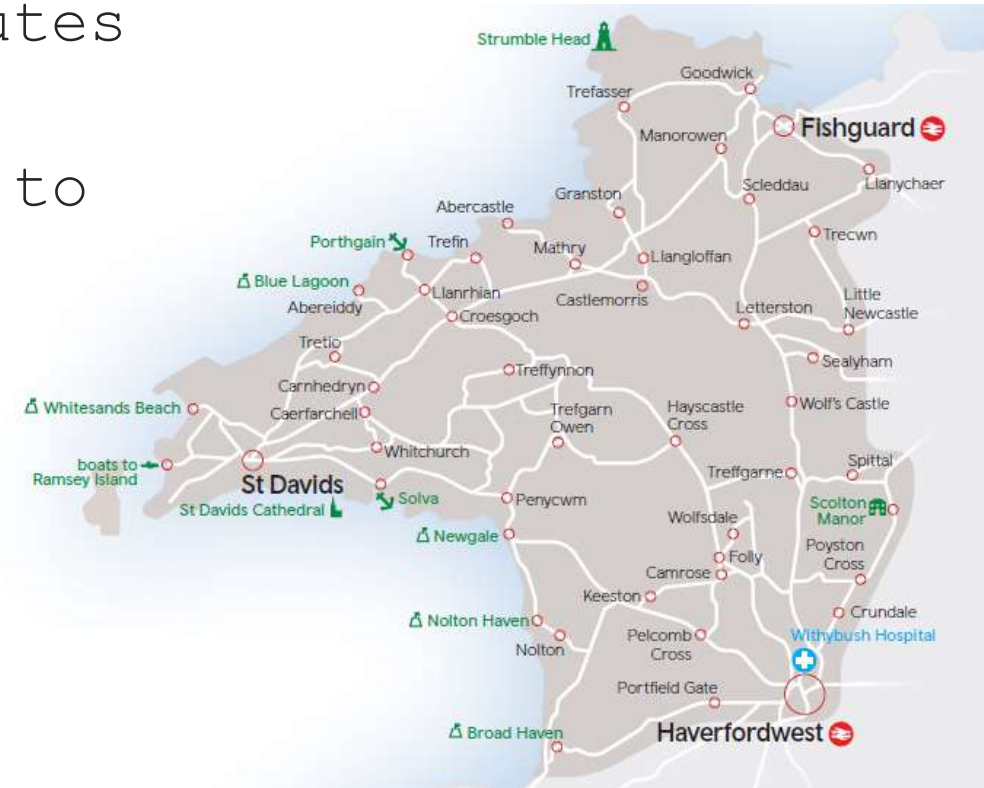 utes
to
Strumble Head
Goodwick
Trefasser
Fishguard
Manorowen
Llanychaer
Scleddau
Granston
Abercastle
Trecwn
Porthgain
Trefin
Mathry
Llangloffan
Blue Lagoon
Abereiddy
Llanrhian
Castlemorris
Croesgoch
Letterston
Little
Newcastle
Tretio
Sealyham
Treffynnon
Carnhedryn
Whitesands Beach
Caerfarchell
Trefgarn
Owen
Hayscastle
Cross
Wolf's Castle
Whitchurch
boats to
Ramsey Island
St Davids
St Davids Cathedral
Solva
Penycwm
Treffgarne
Spittal
Scolton
Manor
Wolfsdale
Newgale
Folly
Poyston
Cross
Camrose
Keeston
Crundale
Nolton Haven
Nolton
Pelcomb
Cross
Withybush Hospital
Portfield Gate
Broad Haven
Haverfordwest